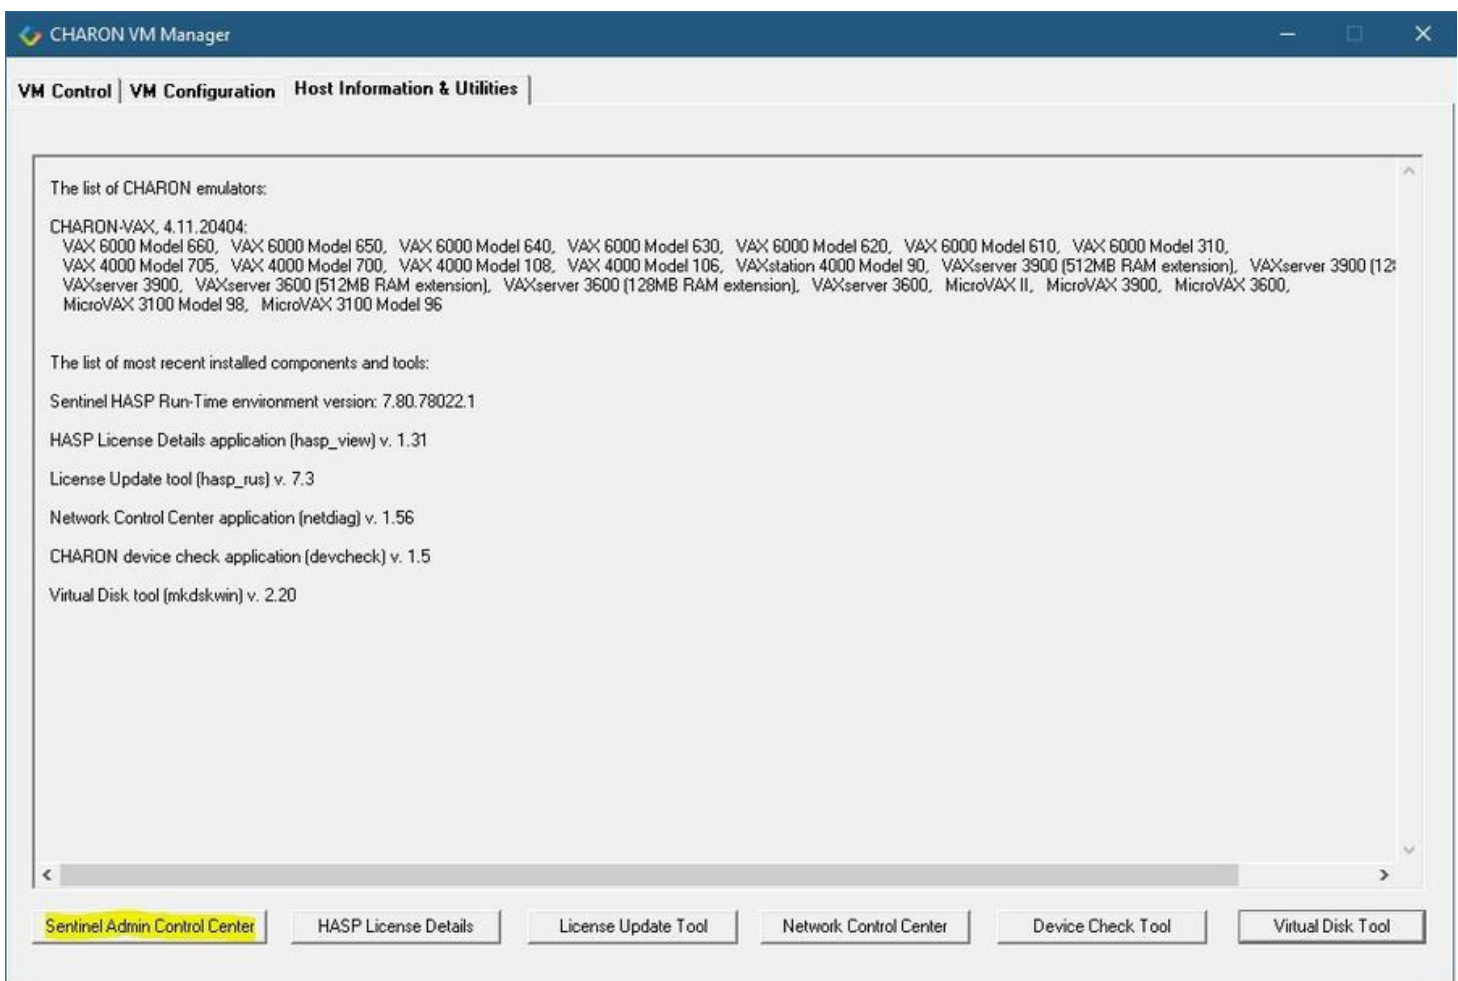 CHARON VM Manager
VM Control VM Configuration Host Information & Utilities
The list of CHARON emulators:
CHARON-VAX, 4.11.20404:
VAX 6000 Model 660, VAX 6000 Model 650, VAX 6000 Model 640, VAX 6000 Model 630, VAX 6000 Model 620, VAX 6000 Model 610, VAX 6000 Model 310,
VAX 4000 Model 705, VAX 4000 Model 700, VAX 4000 Model 108, VAX 4000 Model 106, VAXstation 4000 Model 90, VAXserver 3900 (512MB RAM extension), VAXserver 3900 (12
VAXserver 3900, VAXserver 3600 (512MB RAM extension), VAXserver 3600 (128MB RAM extension), VAXserver 3600, MicroVAX II, MicroVAX 3900, MicroVAX 3600,
MicroVAX 3100 Model 98, MicroVAX 3100 Model 96
The list of most recent installed components and tools:
Sentinel HASP Run-Time environment version: 7.80.78022.1
HASP License Details application (hasp_view) v. 1.31
License Update tool (hasp_rus) v. 7.3
Network Control Center application (netdiag) v. 1.56
CHARON device check application (devcheck) v. 1.5
Virtual Disk tool (mkdskwin) v. 2.20
Sentinel Admin Control Center HASP License Details License Update Tool Network Control Center Device Check Tool Virtual Disk Tool